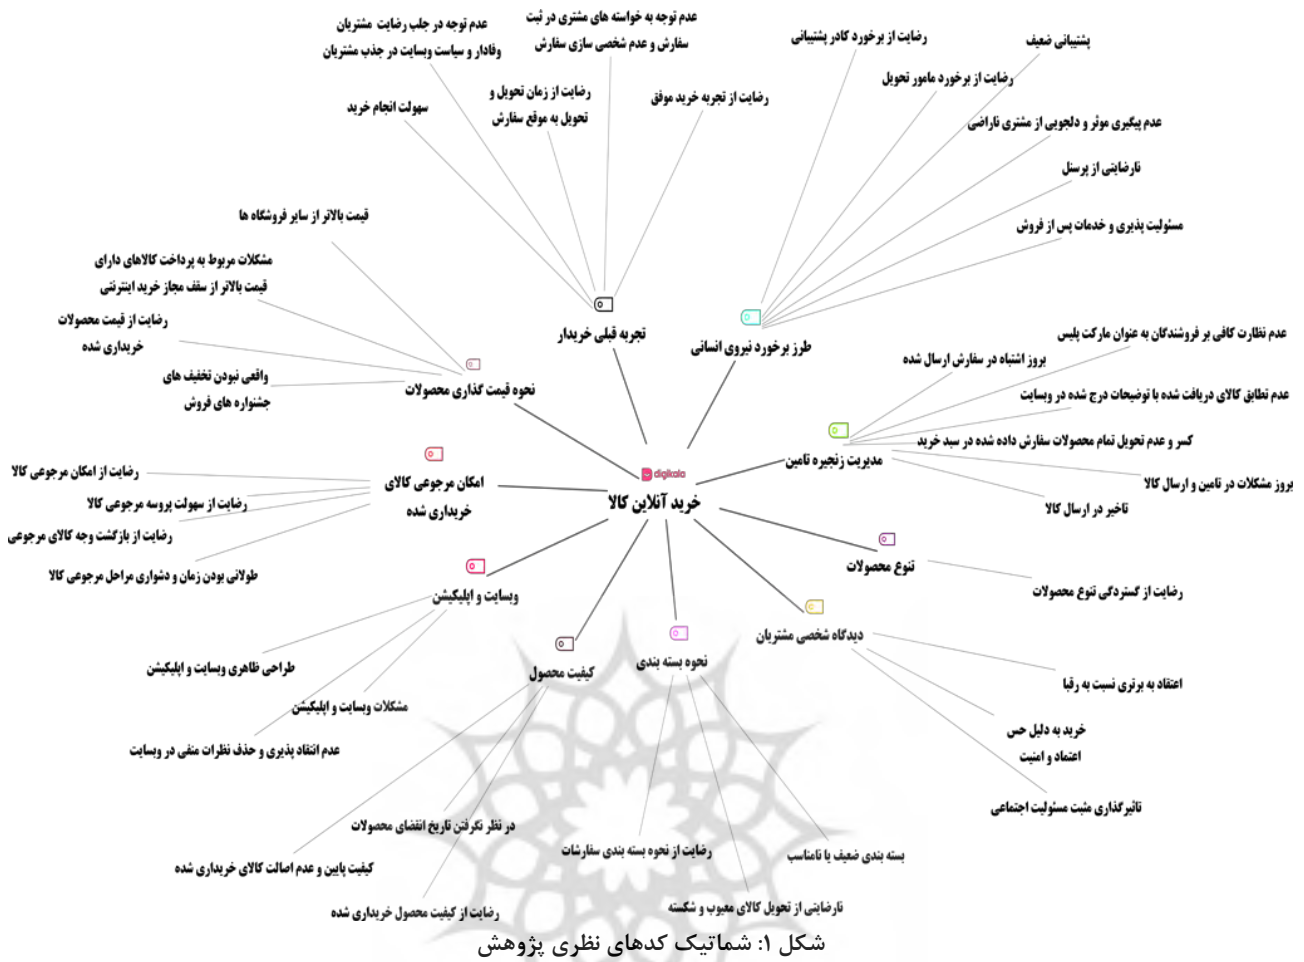 عدم توجه در جلب رضایت مشتریان
وفادار و سیاست وبسایت در جذب مشتریان
عدم توجه به خواسته های مشتری در ثبت
سفارش و عدم شخصی سازی سفارش
رضایت از برخورد کادر پشتیبانی
پشتیبانی ضعیف
سهولت انجام خرید
رضایت از زمان تحویل و
تحویل به موقع سفارش
رضایت از تجربه خرید موفق
رضایت از برخورد مامور تحویل
عدم پیگیری موثر و دلجویی از مشتری ناراضی
نارضایتی از پرسنل
مسئولیت پذیری و خدمات پس از فروش
قیمت بالاتر از سایر فروشگاه ها
مشکلات مربوط به پرداخت کالاهای دارای
قیمت بالاتر از سقف مجاز خرید اینترنتی
رضایت از قیمت محصولات
خریداری شده
واقعی نبودن تخفیف های
جشنواره های فروش
نحوه قیمت گذاری محصولات
تجربه قبلی خریدار
طرز برخورد نیروی انسانی
عدم نظارت کافی بر فروشندگان به عنوان مارکت پلیس
بروز اشتباه در سفارش ارسال شده
عدم تطابق کالای دریافت شده با توضیحات درج شده در وبسایت
کسر و عدم تحویل تمام محصولات سفارش داده شده در سبد خرید
مدیریت زنجیره تامین
بروز مشکلات در تامین و ارسال کالا
تاخیر در ارسال کالا
digikala
خرید آنلاین کالا
امکان مرجوعی کالای
خریداری شده
رضایت از امکان مرجوعی کالا
رضایت از سهولت پروسه مرجوعی کالا
رضایت از بازگشت وجه کالای مرجوعی
طولانی بودن زمان و دشواری مراحل مرجوعی کالا
تنوع محصولات
رضایت از گستردگی تنوع محصولات
وبسایت و اپلیکیشن
طراحی ظاهری وبسایت و اپلیکیشن
مشکلات وبسایت و اپلیکیشن
عدم انتقاد پذیری و حذف نظرات منفی در وبسایت
کیفیت محصول
نحوه بسته بندی
دیدگاه شخصی مشتریان
اعتقاد به برتری نسبت به رقبا
خرید به دلیل حس
اعتماد و امنیت
تاثیرگذاری مثبت مسئولیت اجتماعی
در نظر نگرفتن تاریخ انقضای محصولات
کیفیت پایین و عدم اصالت کالای خریداری شده
رضایت از کیفیت محصول خریداری شده
رضایت از نحوه بسته بندی سفارشات
بسته بندی ضعیف یا نامناسب
نارضایتی از تحویل کالای معیوب و شکسته
شکل ۱: شماتیک کدهای نظری پژوهش